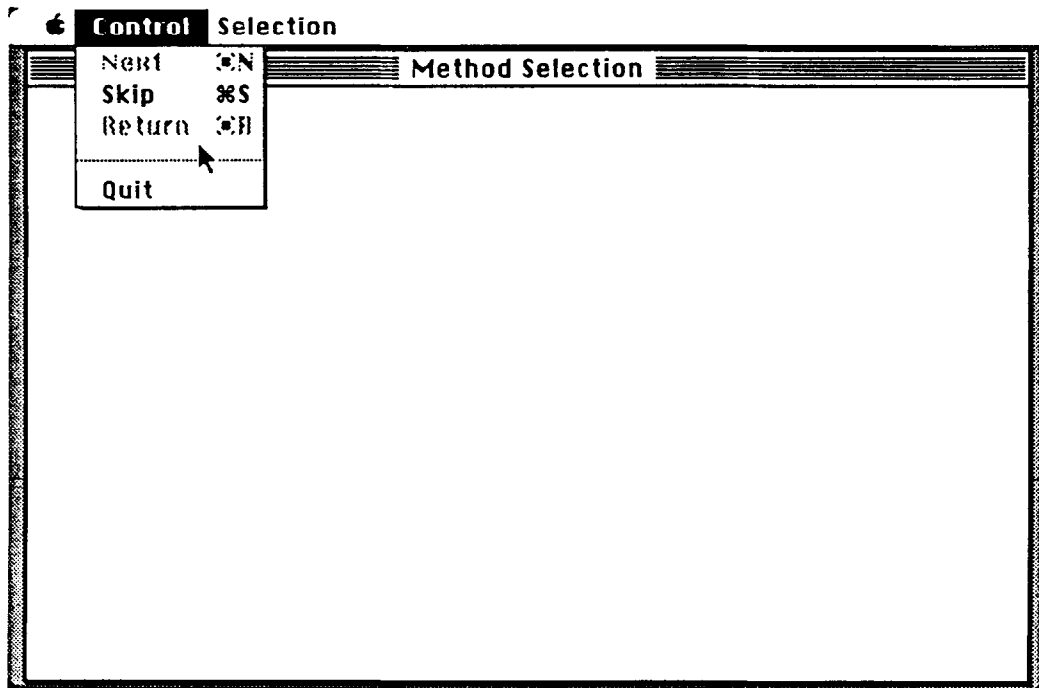 Control Selection
Method Selection
Next ⌘N
Skip ⌘S
Return ⌘R
Quit